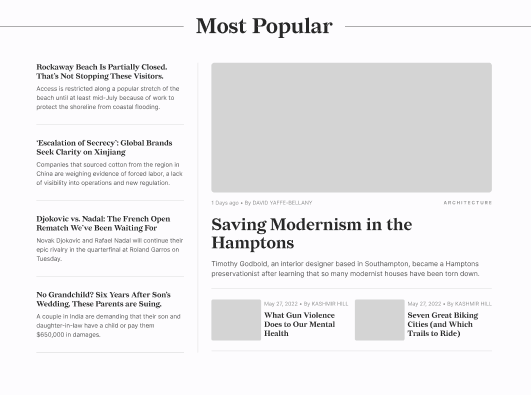 Most Popular
Rockaway Beach Is Partially Closed.
That's Not Stopping These Visitors.
Access is restricted along a popular stretch of the
beach until at least mid-July because of work to
protect the shoreline from coastal flooding.
'Escalation of Secrecy': Global Brands
Seek Clarity on Xinjiang
Companies that sourced cotton from the region in
China are weighing evidence of forced labor, a lack
of visibility into operations and new regulation.
Djokovic vs. Nadal: The French Open
Rematch We've Been Waiting For
Novak Djokovic and Rafael Nadal will continue their
epic rivalry in the quarterfinal at Roland Garros on
Tuesday.
No Grandchild? Six Years After Son's
Wedding, These Parents are Suing.
A couple in India are demanding that their son and
daughter-in-law have a child or pay them
$650,000 in damages.
1 Days ago • By DAVID YAFFE-BELLANY
ARCHITECTURE
Saving Modernism in the
Hamptons
Timothy Godbold, an interior designer based in Southampton, became a Hamptons
preservationist after learning that so many modernist houses have been torn down.
May 27, 2022 • By KASHMIR HILL
What Gun Violence
Does to Our Mental
Health
May 27, 2022 • By KASHMIR HILL
Seven Great Biking
Cities (and Which
Trails to Ride)